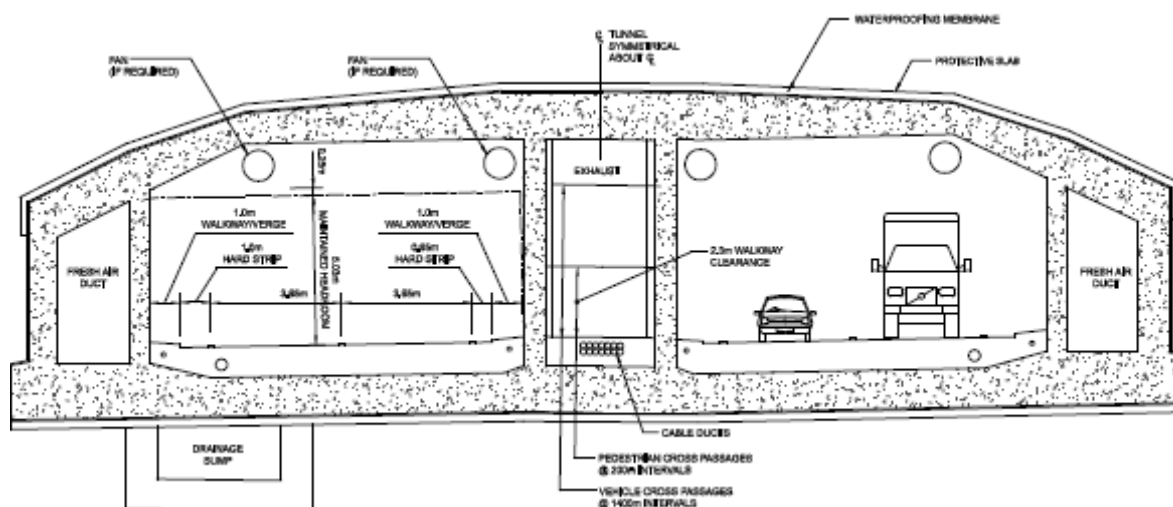 WATERPROOFING MEMBRANE
℄ TUNNEL
SYMMETRICAL
ABOUT ℄
FAN
(IF REQUIRED)
FAN
(IF REQUIRED)
PROTECTIVE SLAB
0.25m
EXHAUST
1.0m
WALKWAY/VERGE
1.0m
WALKWAY/VERGE
MAINTAINED HEADROOM
HARD STRIP
HARD STRIP
2.3m WALKWAY
CLEARANCE
FRESH AIR
DUCT
FRESH AIR
DUCT
3.65m
3.65m
CABLE DUCTS
DRAINAGE
SUMP
PEDESTRIAN CROSS PASSAGES
@ 200m INTERVALS
VEHICLE CROSS PASSAGES
@ 1400m INTERVALS